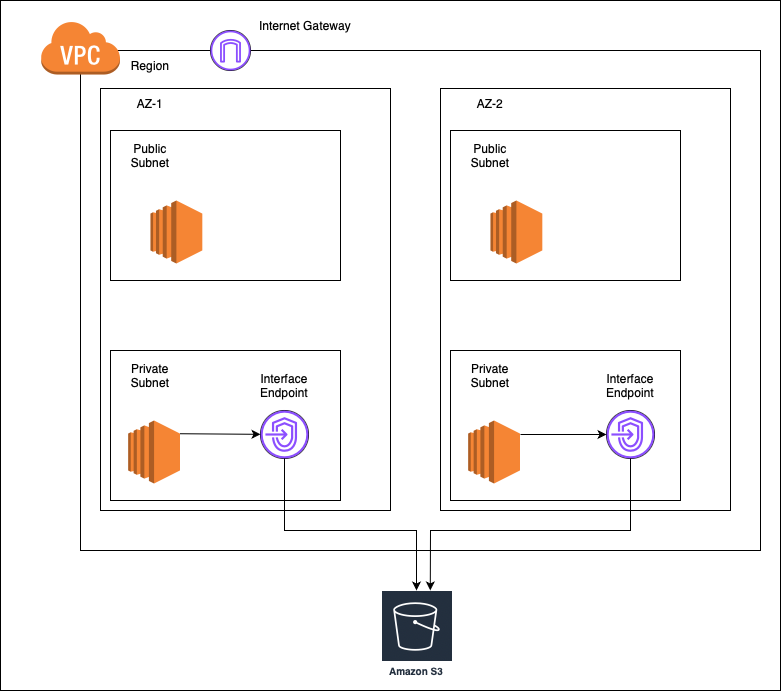 Internet Gateway
VPC
Region
AZ-1
AZ-2
Public
Subnet
Public
Subnet
Private
Subnet
Interface
Endpoint
Private
Subnet
Interface
Endpoint
Amazon S3